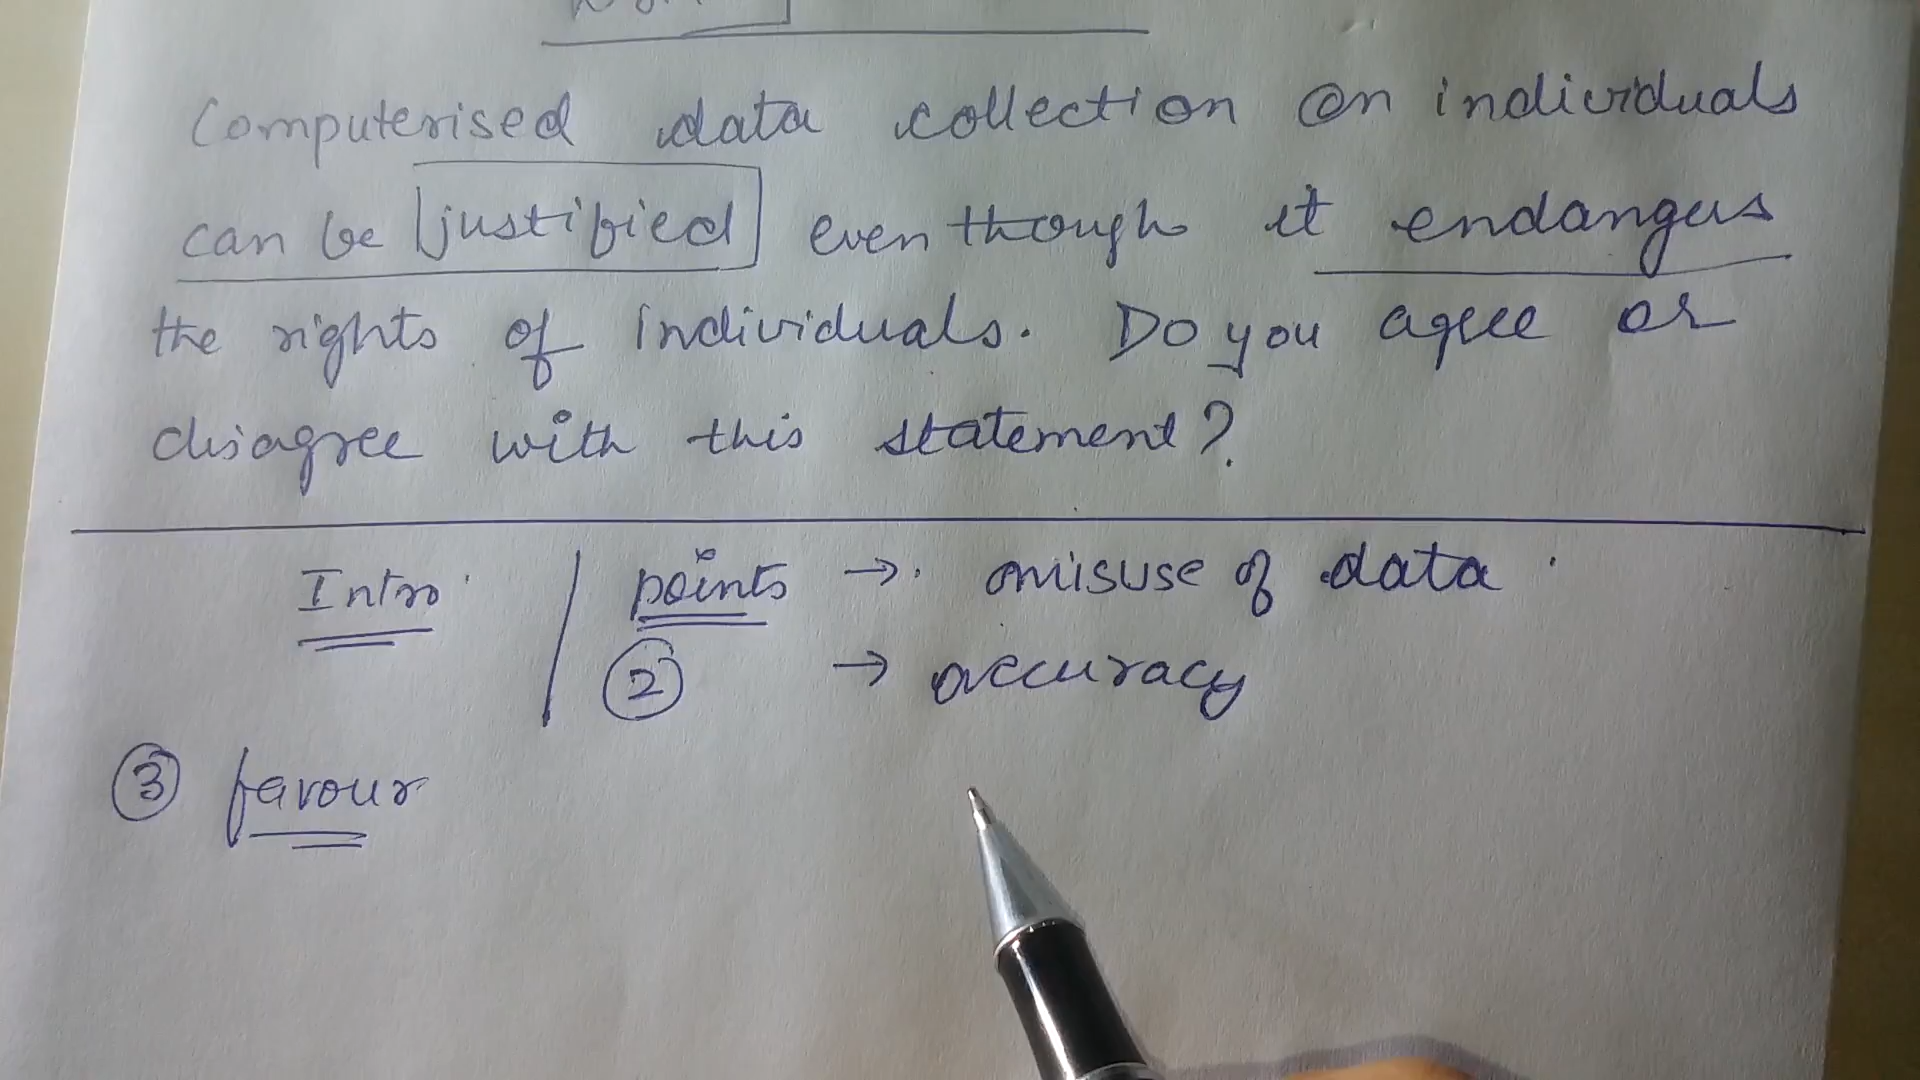 Computerised data collection on individuals
can be justified even though it endangers
the rights of individuals. Do you agree or
disagree with this statement?
Intro / points → misuse of data.
② → accuracy
③ favour